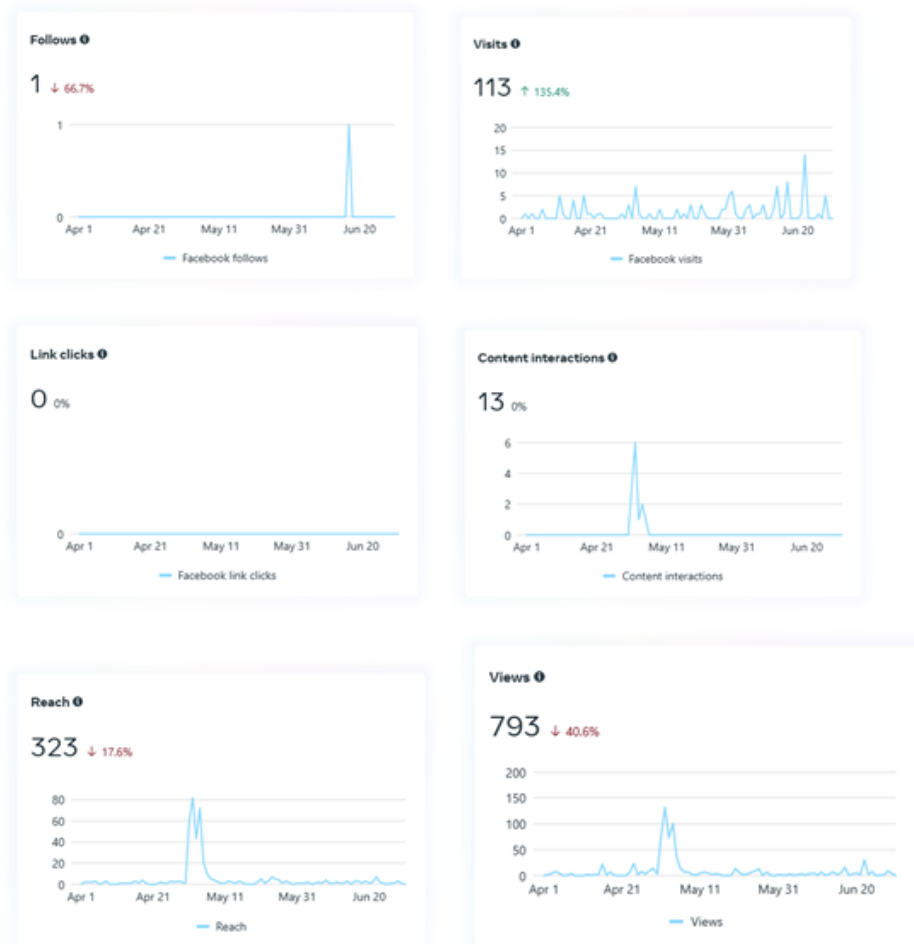 Follows
1 ↓ 66.7%
1
0
Apr 1 Apr 21 May 11 May 31 Jun 20
Facebook follows
Visits
113 ↑ 135.4%
20
15
10
5
0
Apr 1 Apr 21 May 11 May 31 Jun 20
Facebook visits
Link clicks
0 0%
0
Apr 1 Apr 21 May 11 May 31 Jun 20
Facebook link clicks
Content interactions
13 0%
6
4
2
0
Apr 1 Apr 21 May 11 May 31 Jun 20
Content interactions
Reach
323 ↓ 17.6%
80
60
40
20
0
Apr 1 Apr 21 May 11 May 31 Jun 20
Reach
Views
793 ↓ 40.6%
200
150
100
50
0
Apr 1 Apr 21 May 11 May 31 Jun 20
Views